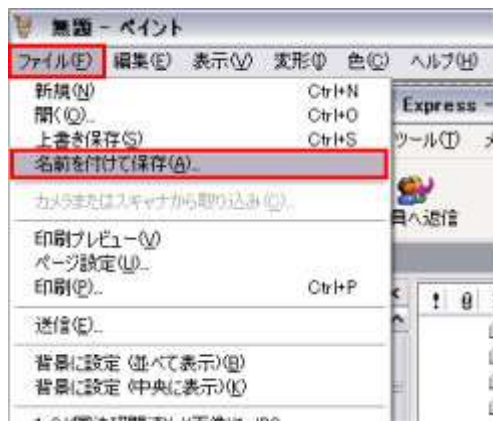 無題 - ペイント
ファイル(F) 編集(E) 表示(V) 変形(I) 色(C) ヘルプ(H)
新規(N) Ctrl+N
開く(O)... Ctrl+O
上書き保存(S) Ctrl+S
名前を付けて保存(A)...
カメラまたはスキャナから取り込み(C)...
印刷プレビュー(V)
ページ設定(U)...
印刷(P)... Ctrl+P
送信(E)...
背景に設定 (並べて表示)(B)
背景に設定 (中央に表示)(K)
Express -
ツール(T)
員へ返信